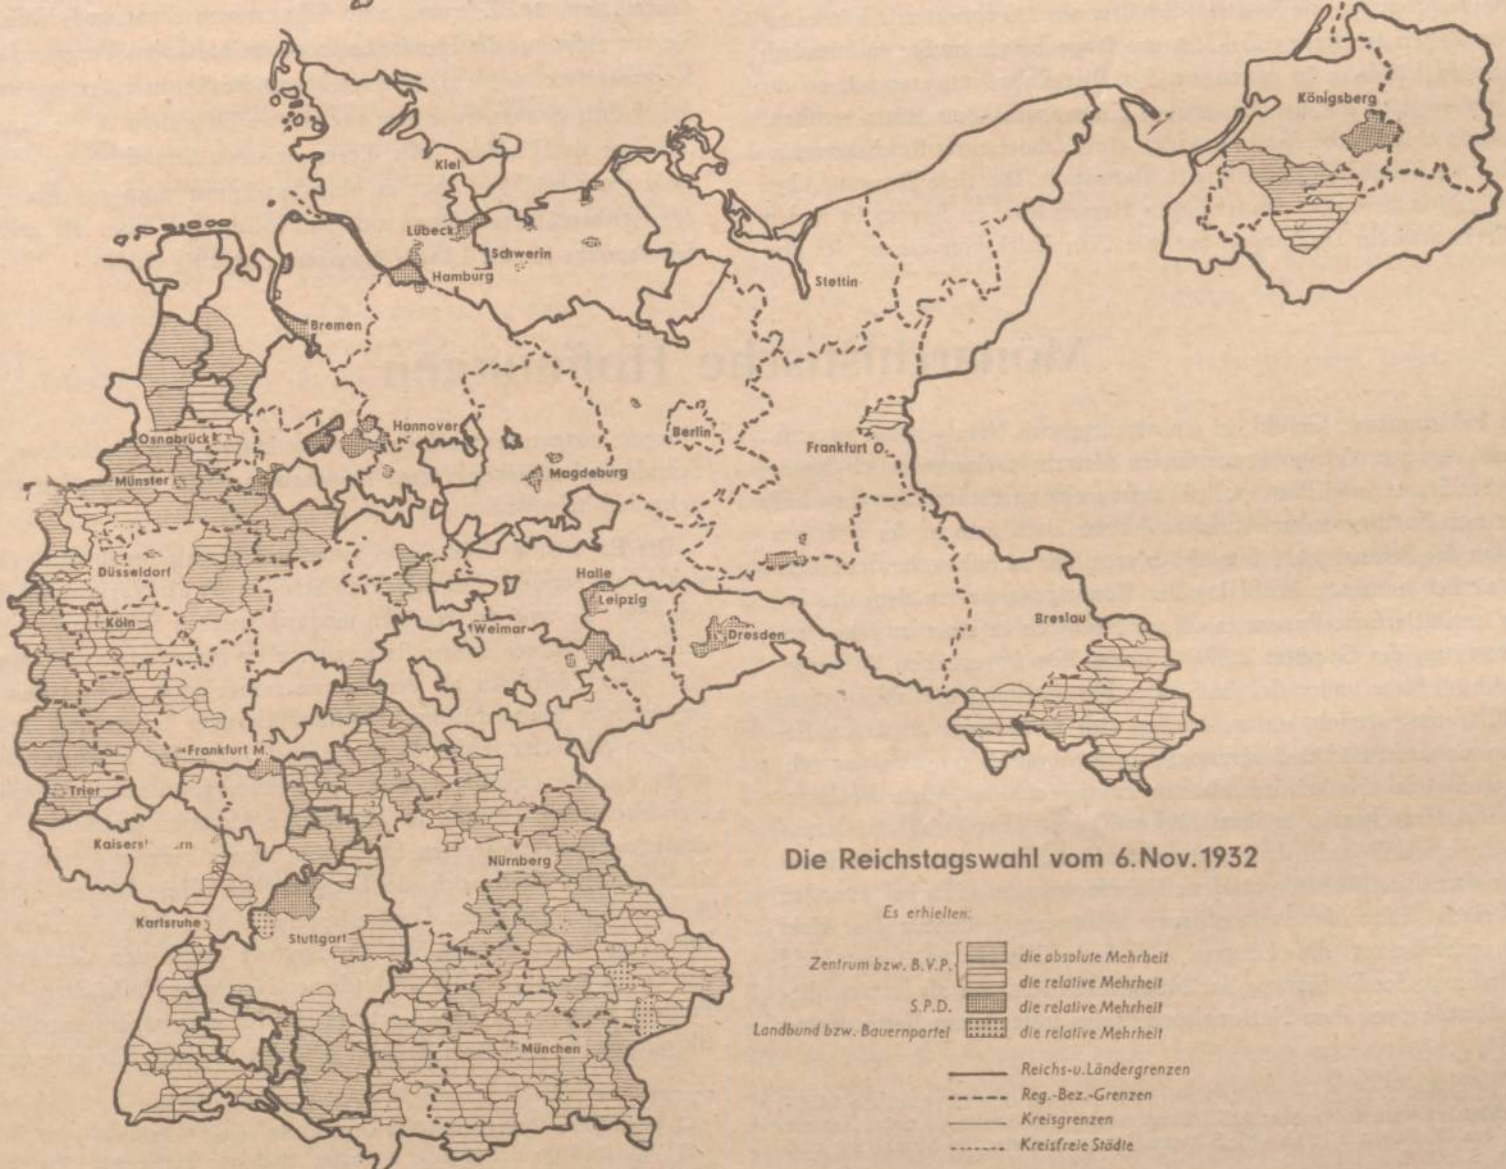 Königsberg
Kiel
Lübeck
Schwerin
Hamburg
Stettin
Bremen
Hannover
Berlin
Osnabrück
Frankfurt O.
Münster
Magdeburg
Düsseldorf
Halle
Leipzig
Köln
Weimar
Dresden
Breslau
Frankfurt M.
Trier
Nürnberg
Karlsruhe
Stuttgart
München
Die Reichstagswahl vom 6.Nov.1932
Es erhielten:
Zentrum bzw. B.V.P. die absolute Mehrheit
die relative Mehrheit
S.P.D. die relative Mehrheit
Landbund bzw. Bauernpartei die relative Mehrheit
Reichs-u.Ländergrenzen
Reg.-Bez.-Grenzen
Kreisgrenzen
Kreisfreie Städte